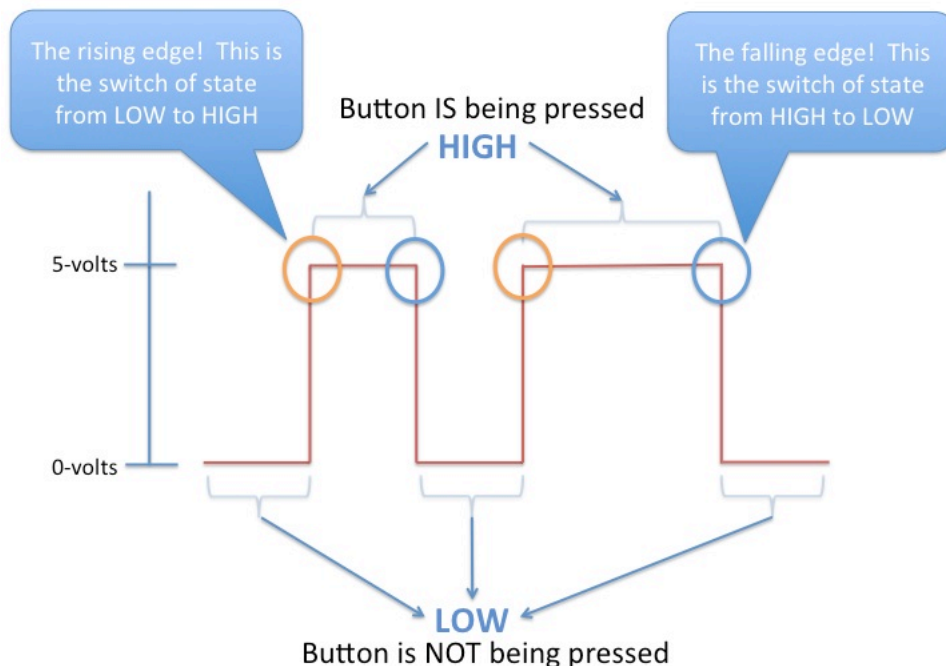 The rising edge!  This is
the switch of state
from LOW to HIGH
The falling edge!  This
is the switch of state
from HIGH to LOW
Button IS being pressed
HIGH
5-volts
0-volts
LOW
Button is NOT being pressed